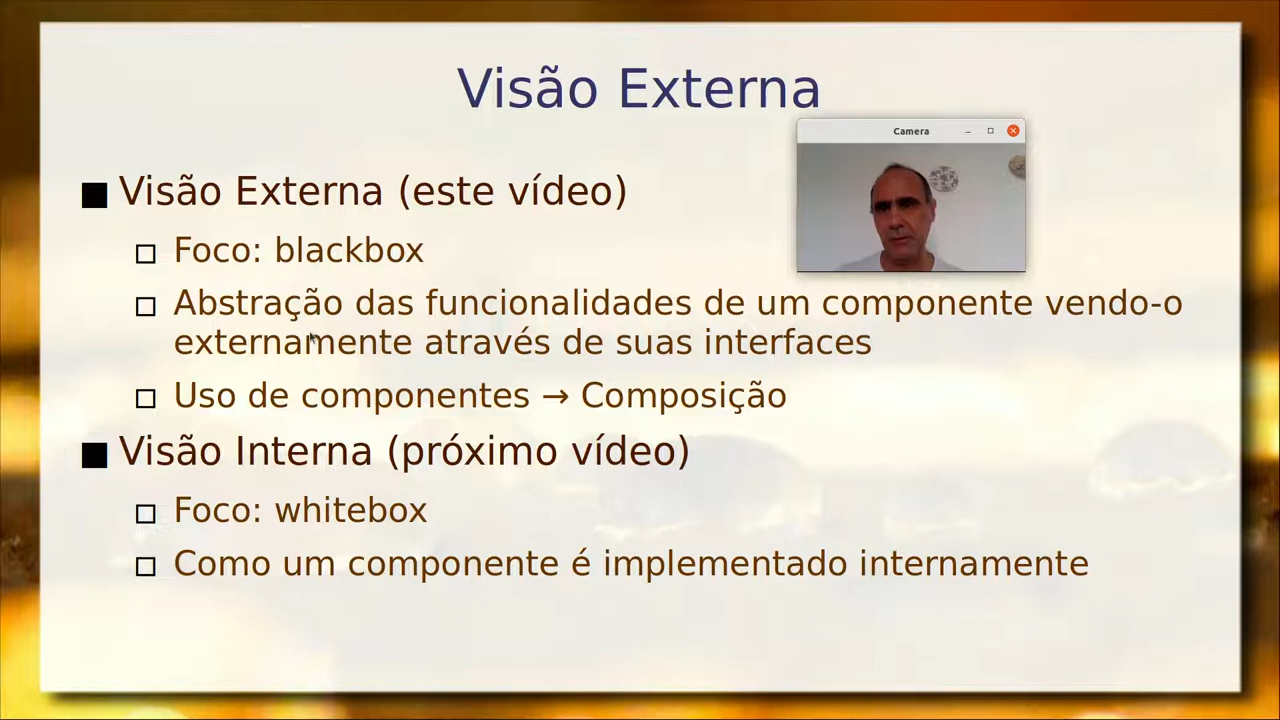 Visão Externa
Camera
Visão Externa (este vídeo)
Foco: blackbox
Abstração das funcionalidades de um componente vendo-o
externamente através de suas interfaces
Uso de componentes → Composição
Visão Interna (próximo vídeo)
Foco: whitebox
Como um componente é implementado internamente